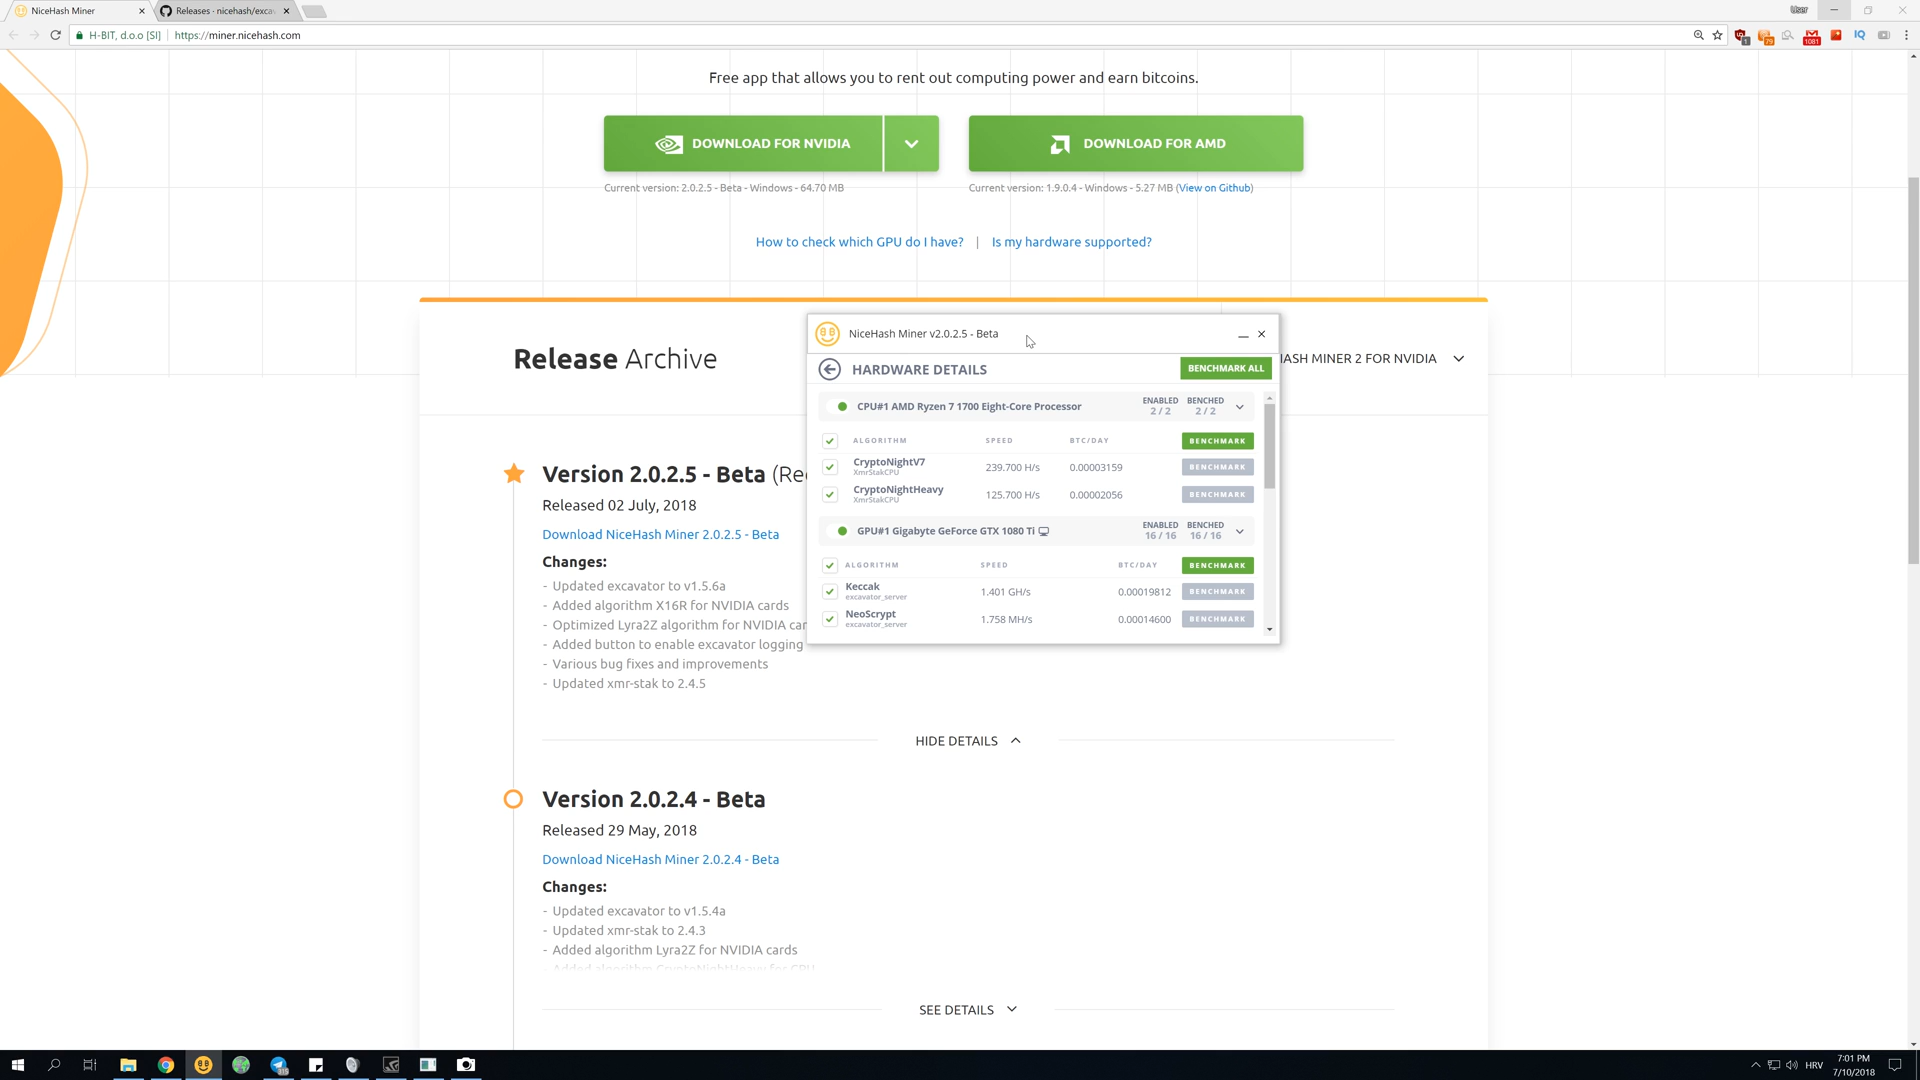 NiceHash Miner
Releases · nicehash/exca
User
H-BIT, d.o.o [SI]
https://miner.nicehash.com
1
79
1081
IQ
Free app that allows you to rent out computing power and earn bitcoins.
DOWNLOAD FOR NVIDIA
DOWNLOAD FOR AMD
Current version: 2.0.2.5 - Beta - Windows - 64.70 MB
Current version: 1.9.0.4 - Windows - 5.27 MB (View on Github)
How to check which GPU do I have? | Is my hardware supported?
Release Archive
HASH MINER 2 FOR NVIDIA
NiceHash Miner v2.0.2.5 - Beta
HARDWARE DETAILS
BENCHMARK ALL
CPU#1 AMD Ryzen 7 1700 Eight-Core Processor
ENABLED
2 / 2
BENCHED
2 / 2
ALGORITHM SPEED BTC/DAY BENCHMARK
CryptoNightV7 239.700 H/s 0.00003159 BENCHMARK
XmrStakCPU
CryptoNightHeavy 125.700 H/s 0.00002056 BENCHMARK
XmrStakCPU
GPU#1 Gigabyte GeForce GTX 1080 Ti
ENABLED
16 / 16
BENCHED
16 / 16
ALGORITHM SPEED BTC/DAY BENCHMARK
Keccak 1.401 GH/s 0.00019812 BENCHMARK
excavator_server
NeoScrypt 1.758 MH/s 0.00014600 BENCHMARK
excavator_server
Version 2.0.2.5 - Beta (Re
Released 02 July, 2018
Download NiceHash Miner 2.0.2.5 - Beta
Changes:
- Updated excavator to v1.5.6a
- Added algorithm X16R for NVIDIA cards
- Optimized Lyra2Z algorithm for NVIDIA car
- Added button to enable excavator logging
- Various bug fixes and improvements
- Updated xmr-stak to 2.4.5
HIDE DETAILS
Version 2.0.2.4 - Beta
Released 29 May, 2018
Download NiceHash Miner 2.0.2.4 - Beta
Changes:
- Updated excavator to v1.5.4a
- Updated xmr-stak to 2.4.3
- Added algorithm Lyra2Z for NVIDIA cards
- Added algorithm CryptoNightHeavy for CPU
SEE DETAILS
HRV
7:01 PM
7/10/2018